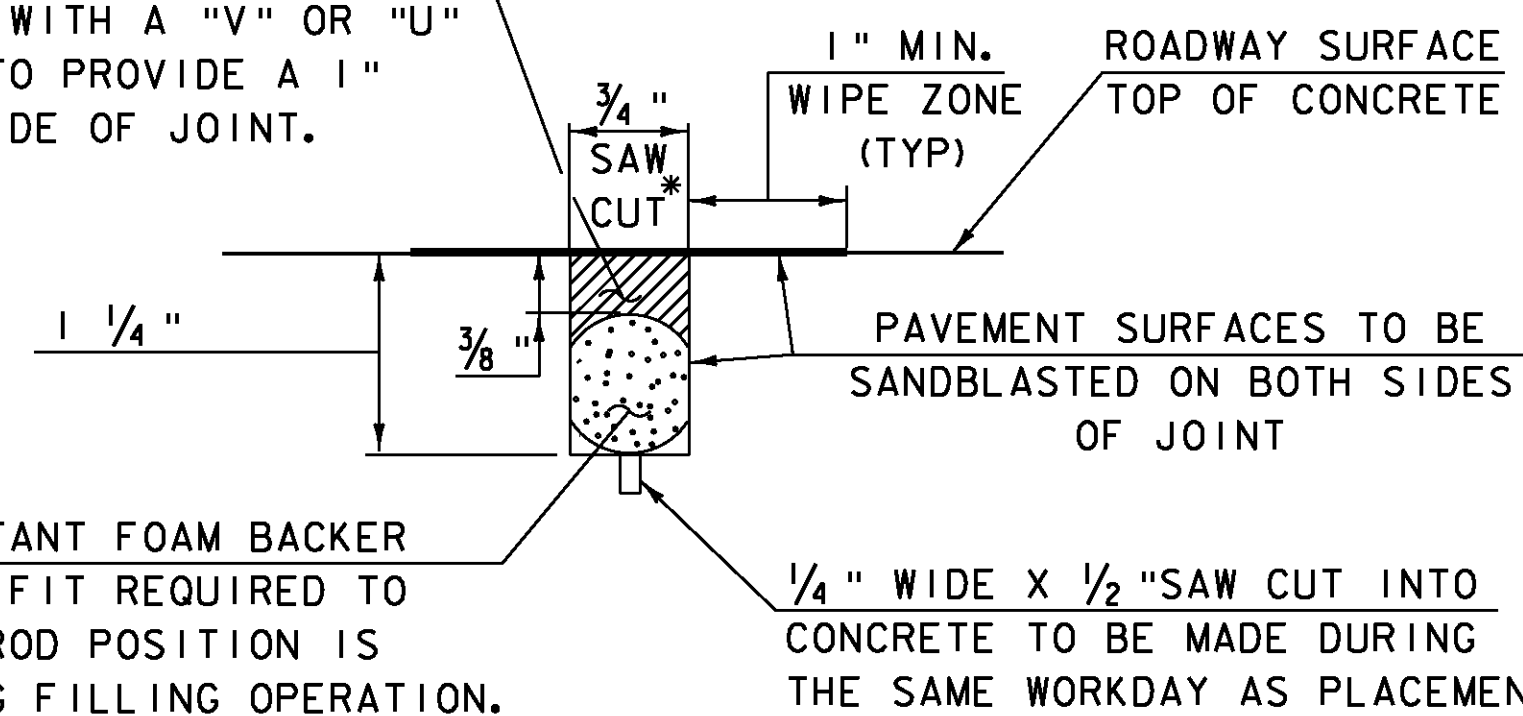 WITH A "V" OR "U"
TO PROVIDE A 1"
DE OF JOINT.
3/4 "
SAW
CUT*
1" MIN.
WIPE ZONE
(TYP)
ROADWAY SURFACE
TOP OF CONCRETE
1 1/4 "
3/8 "
PAVEMENT SURFACES TO BE
SANDBLASTED ON BOTH SIDES
OF JOINT
TANT FOAM BACKER
FIT REQUIRED TO
ROD POSITION IS
G FILLING OPERATION.
1/4 " WIDE X 1/2 "SAW CUT INTO
CONCRETE TO BE MADE DURING
THE SAME WORKDAY AS PLACEMEN